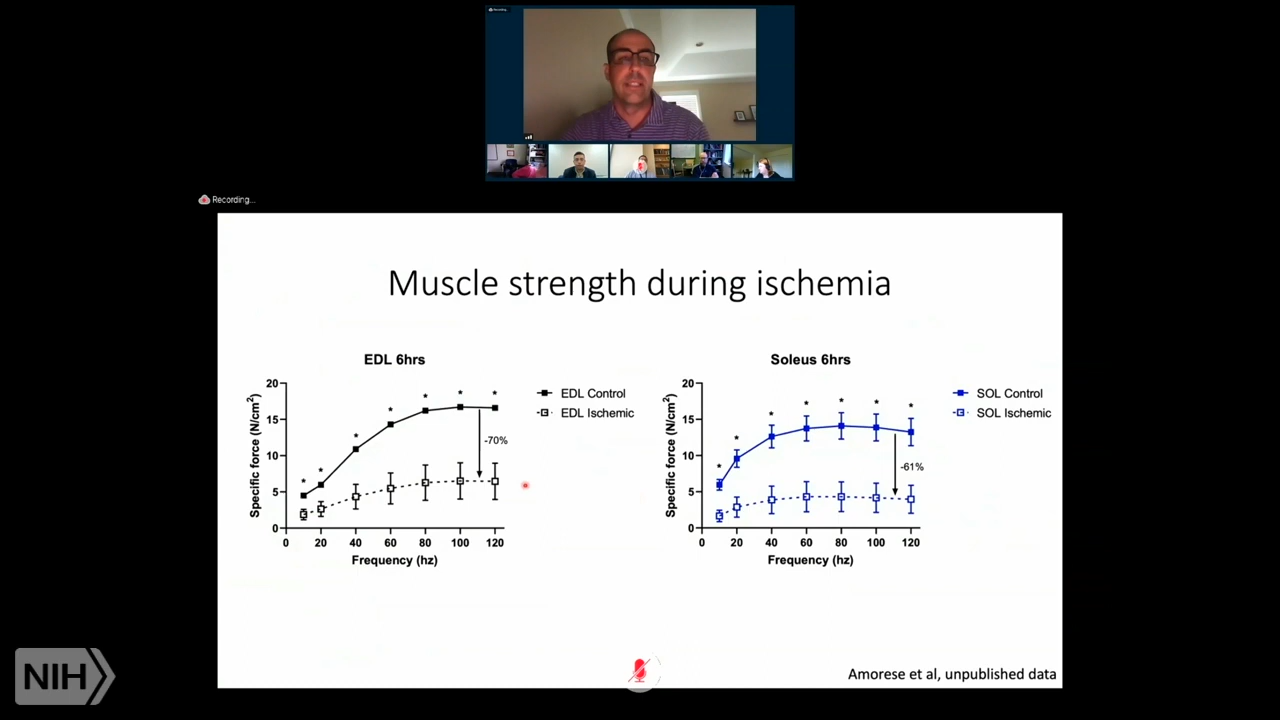 Recording...
Recording...
Muscle strength during ischemia
EDL 6hrs
Specific force (N/cm2)
20
15
10
5
0
0 20 40 60 80 100 120
Frequency (hz)
* * * * * * *
-70%
EDL Control
EDL Ischemic
Soleus 6hrs
Specific force (N/cm2)
20
15
10
5
0
0 20 40 60 80 100 120
Frequency (hz)
* * * * * * *
-61%
SOL Control
SOL Ischemic
Amorese et al, unpublished data
NIH